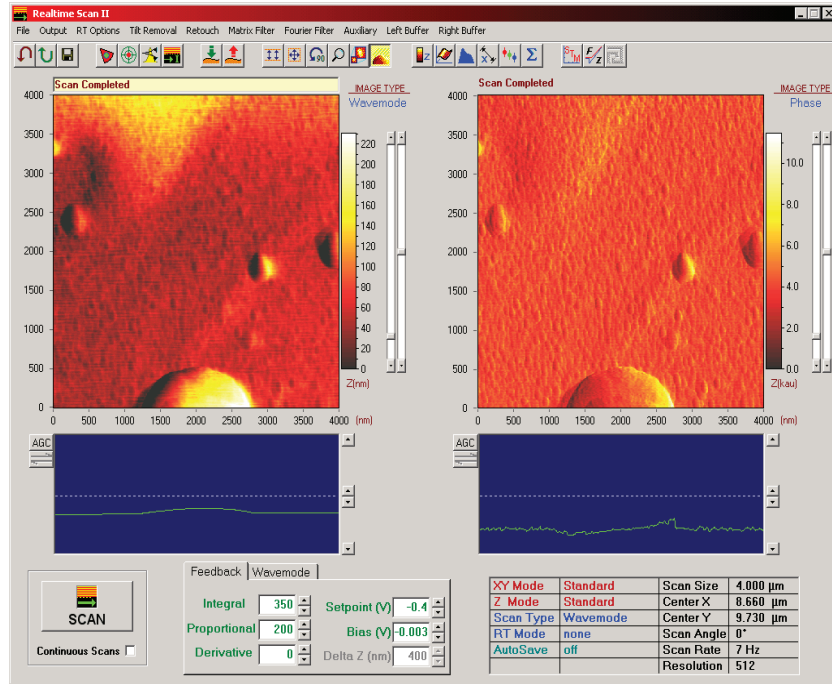 Realtime Scan II
File Output RT Options Tilt Removal Retouch Matrix Filter Fourier Filter Auxiliary Left Buffer Right Buffer
90 z Σ STM F/z
Scan Completed
IMAGE TYPE
Wavemode
4000
3500
3000
2500
2000
1500
1000
500
0
0 500 1000 1500 2000 2500 3000 3500 4000 (nm)
220
200
180
160
140
120
100
80
60
40
20
0
Z(nm)
Scan Completed
IMAGE TYPE
Phase
4000
3500
3000
2500
2000
1500
1000
500
0
0 500 1000 1500 2000 2500 3000 3500 4000 (nm)
10.0
8.0
6.0
4.0
2.0
0.0
Z(kau)
AGC
AGC
SCAN
Continuous Scans
Feedback Wavemode
Integral 350 Setpoint (V) -0.4
Proportional 200 Bias (V) -0.003
Derivative 0 Delta Z (nm) 400
XY Mode Standard Scan Size 4.000 µm
Z Mode Standard Center X 8.660 µm
Scan Type Wavemode Center Y 9.730 µm
RT Mode none Scan Angle 0°
AutoSave off Scan Rate 7 Hz
Resolution 512